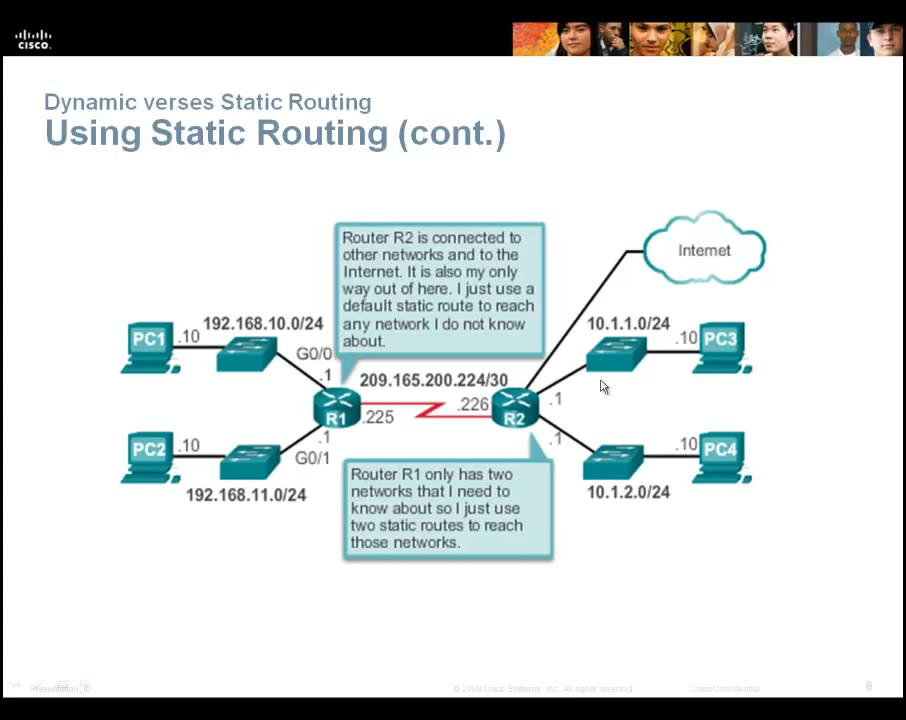 CISCO.
Dynamic verses Static Routing
Using Static Routing (cont.)
Router R2 is connected to
other networks and to the
Internet. It is also my only
way out of here. I just use a
default static route to reach
any network I do not know
about.
Internet
192.168.10.0/24
10.1.1.0/24
PC1
.10
.10
PC3
G0/0
.1
209.165.200.224/30
R1
.225
.226
R2
.1
PC2
.10
.1
.1
.10
PC4
G0/1
192.168.11.0/24
10.1.2.0/24
Router R1 only has two
networks that I need to
know about so I just use
two static routes to reach
those networks.
Presentation_ID
© 2008 Cisco Systems, Inc. All rights reserved.
Cisco Confidential
8